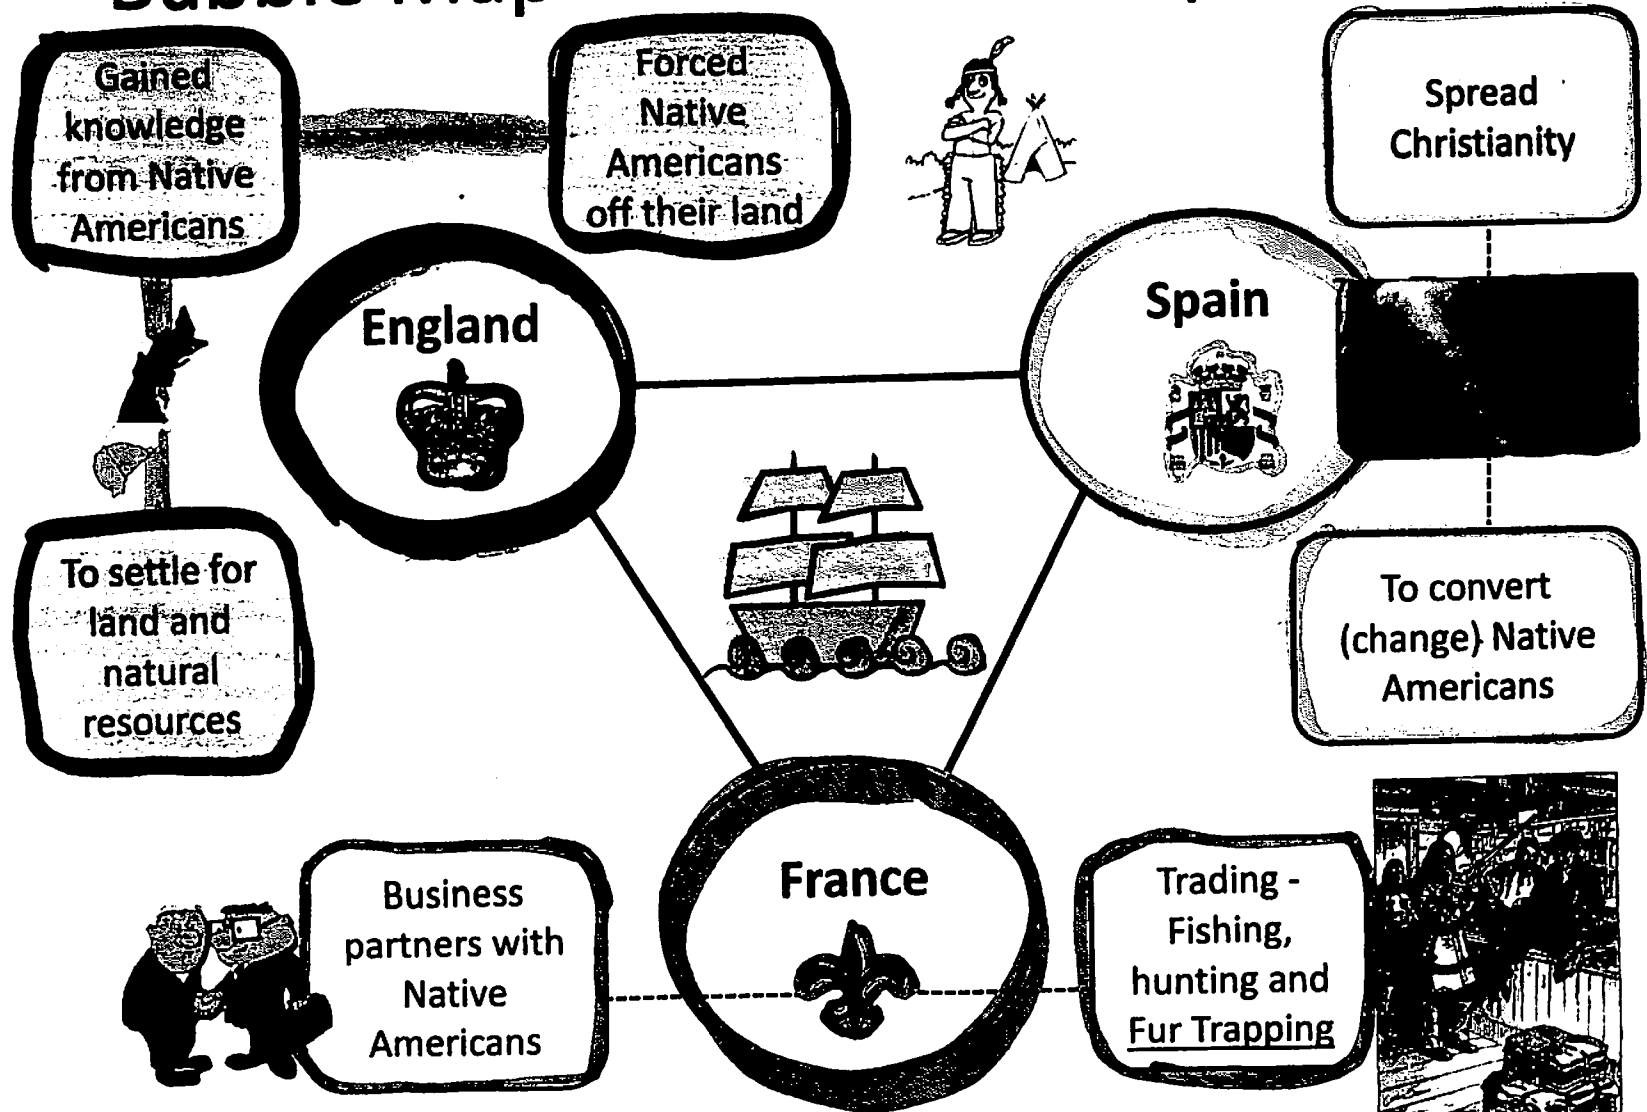 Gained
knowledge
from Native
Americans
Forced
Native
Americans
off their land
Spread
Christianity
England
Spain
To settle for
land and
natural
resources
To convert
(change) Native
Americans
France
Business
partners with
Native
Americans
Trading -
Fishing,
hunting and
Fur Trapping